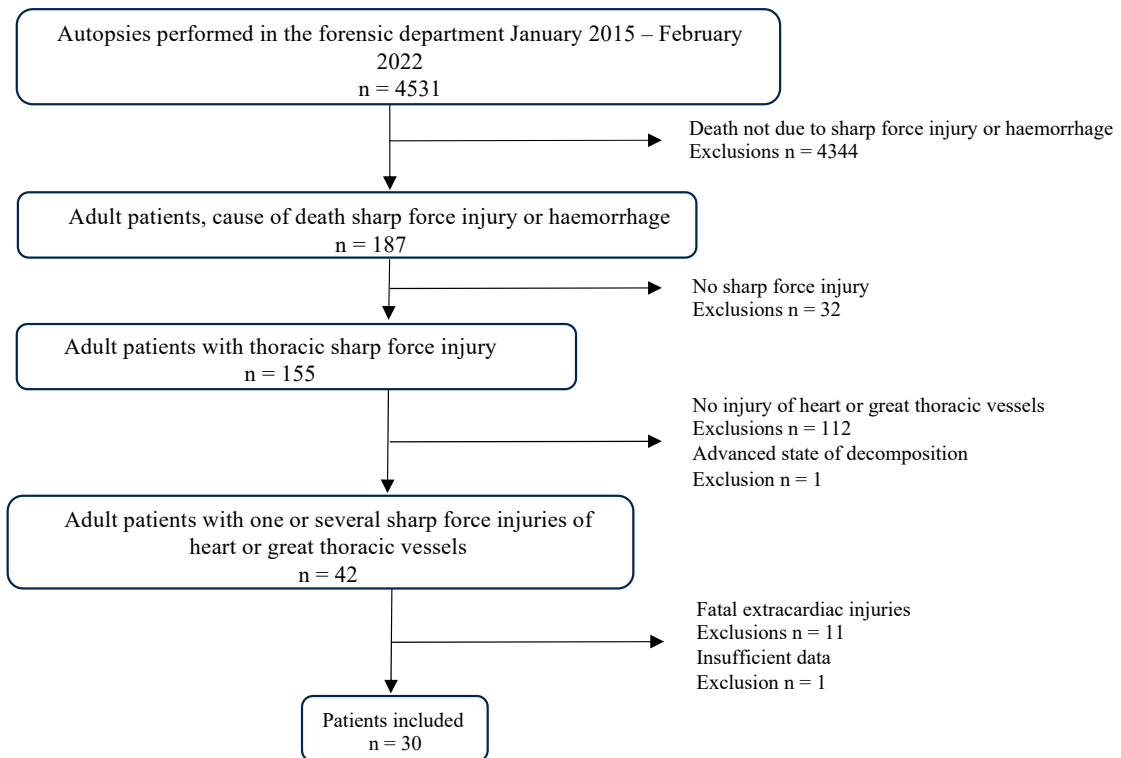 Autopsies performed in the forensic department January 2015 – February
2022
n = 4531
Death not due to sharp force injury or haemorrhage
Exclusions n = 4344
Adult patients, cause of death sharp force injury or haemorrhage
n = 187
No sharp force injury
Exclusions n = 32
Adult patients with thoracic sharp force injury
n = 155
No injury of heart or great thoracic vessels
Exclusions n = 112
Advanced state of decomposition
Exclusion n = 1
Adult patients with one or several sharp force injuries of
heart or great thoracic vessels
n = 42
Fatal extracardiac injuries
Exclusions n = 11
Insufficient data
Exclusion n = 1
Patients included
n = 30